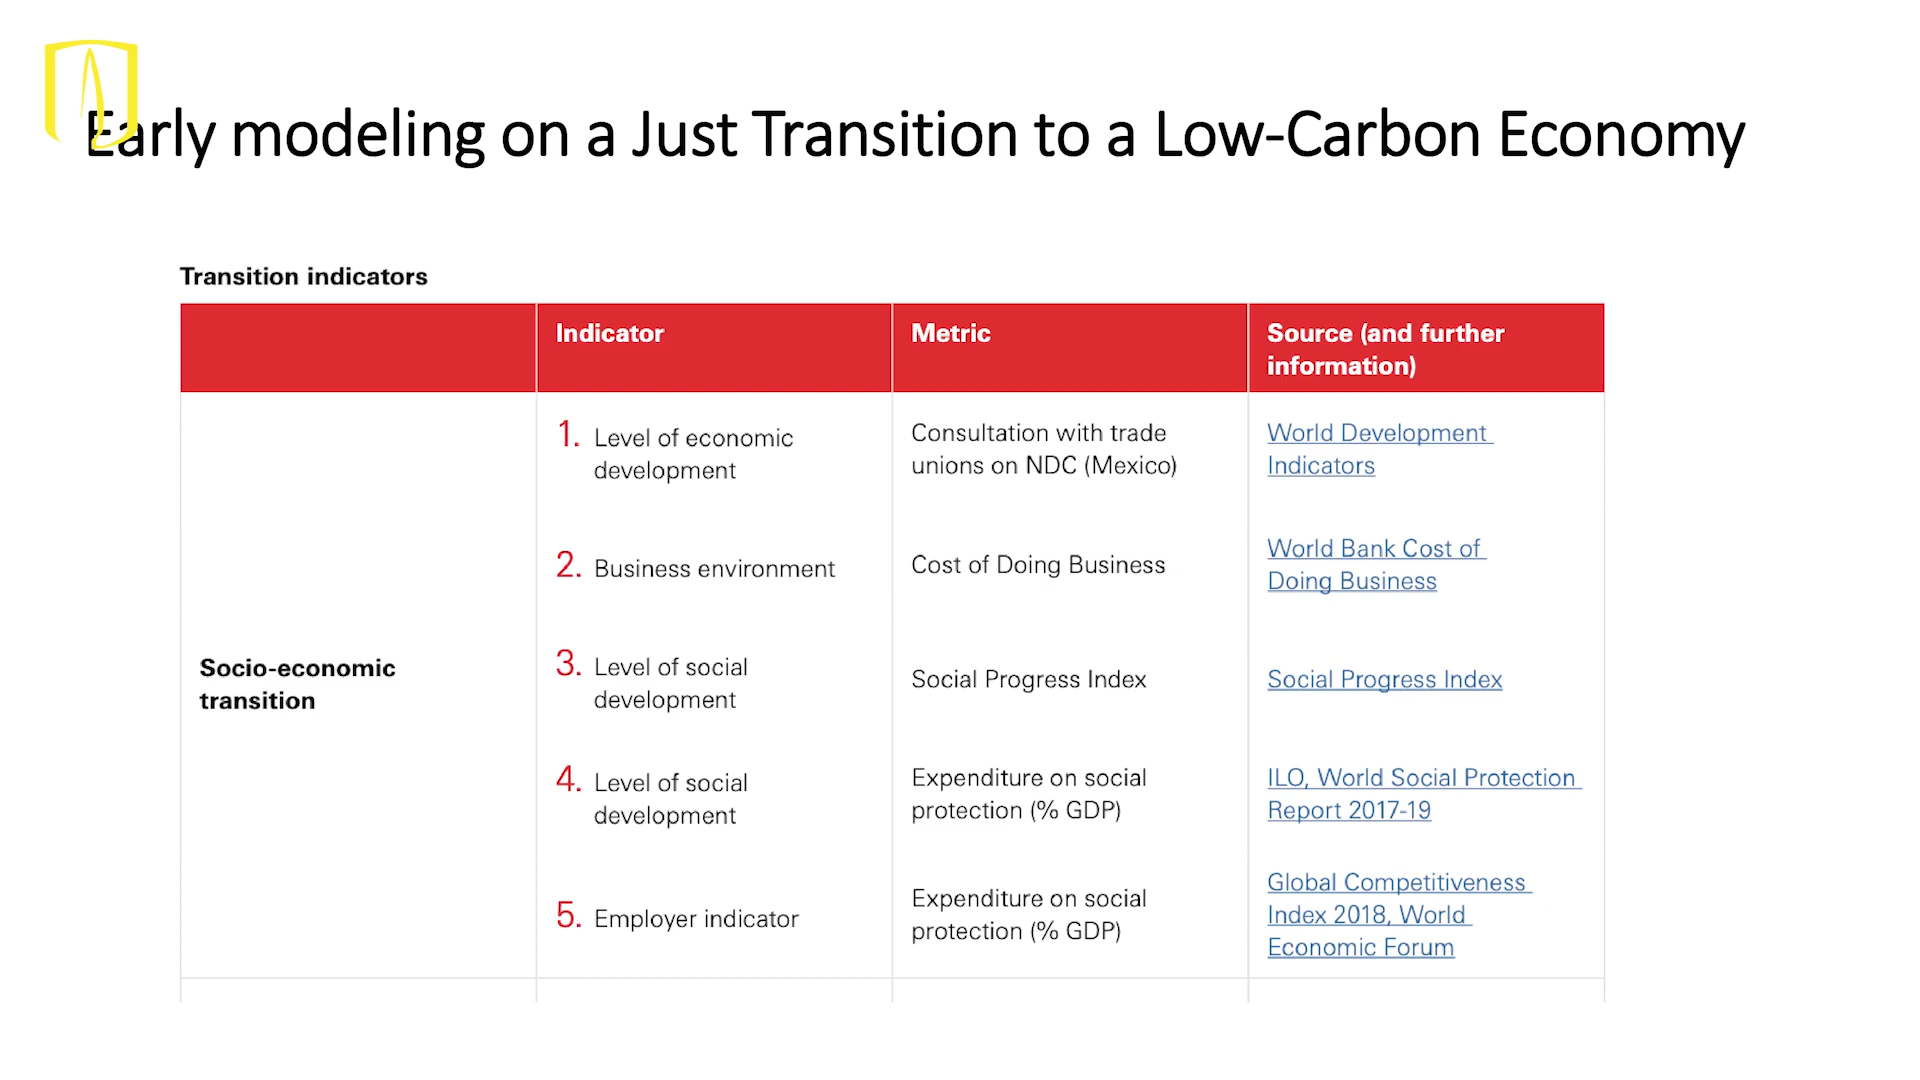 Early modeling on a Just Transition to a Low-Carbon Economy
Transition indicators
Indicator
Metric
Source (and further
information)
Socio-economic
transition
1. Level of economic
development
Consultation with trade
unions on NDC (Mexico)
World Development
Indicators
2. Business environment
Cost of Doing Business
World Bank Cost of
Doing Business
3. Level of social
development
Social Progress Index
Social Progress Index
4. Level of social
development
Expenditure on social
protection (% GDP)
ILO, World Social Protection
Report 2017-19
5. Employer indicator
Expenditure on social
protection (% GDP)
Global Competitiveness
Index 2018, World
Economic Forum